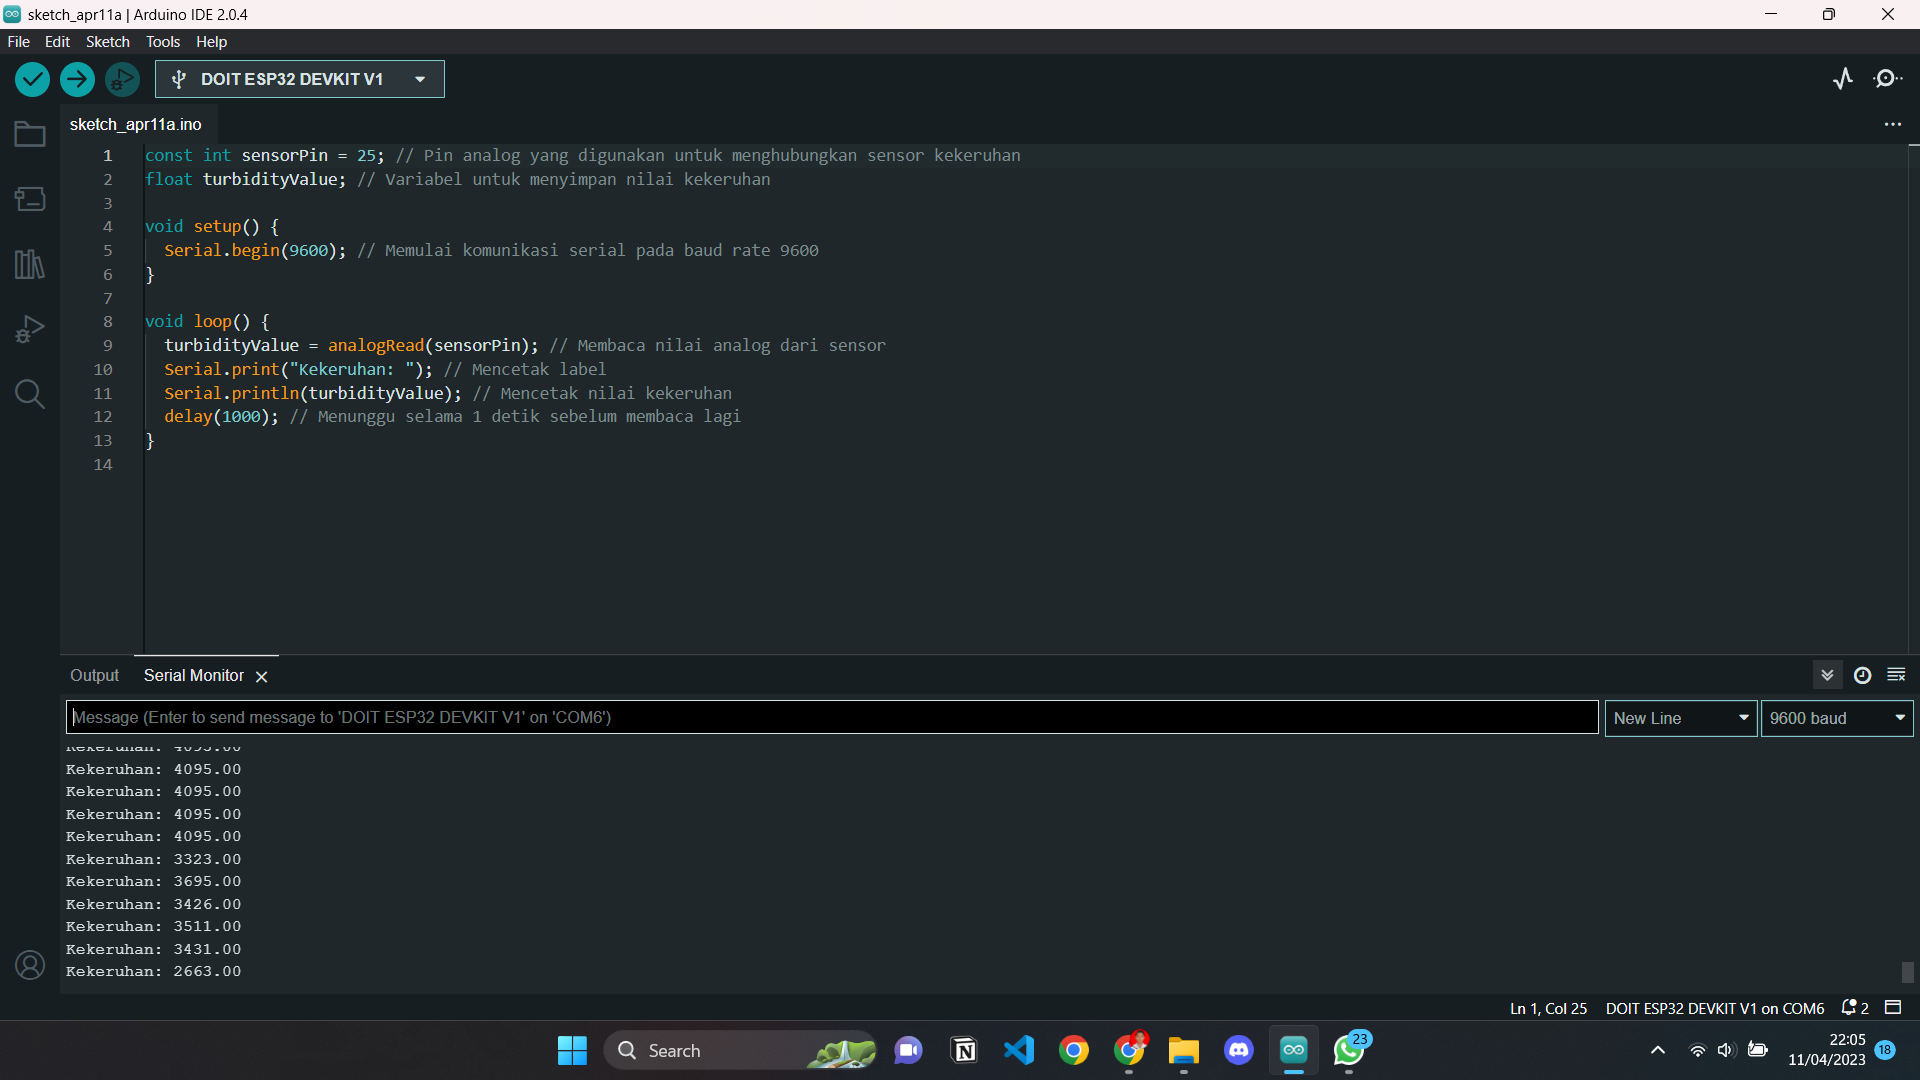 sketch_apr11a | Arduino IDE 2.0.4
File Edit Sketch Tools Help
DOIT ESP32 DEVKIT V1
sketch_apr11a.ino
1 const int sensorPin = 25; // Pin analog yang digunakan untuk menghubungkan sensor kekeruhan
2 float turbidityValue; // Variabel untuk menyimpan nilai kekeruhan
3
4 void setup() {
5 Serial.begin(9600); // Memulai komunikasi serial pada baud rate 9600
6 }
7
8 void loop() {
9 turbidityValue = analogRead(sensorPin); // Membaca nilai analog dari sensor
10 Serial.print("Kekeruhan: "); // Mencetak label
11 Serial.println(turbidityValue); // Mencetak nilai kekeruhan
12 delay(1000); // Menunggu selama 1 detik sebelum membaca lagi
13 }
14
Output Serial Monitor
Message (Enter to send message to 'DOIT ESP32 DEVKIT V1' on 'COM6') New Line 9600 baud
Kekeruhan: 4095.00
Kekeruhan: 4095.00
Kekeruhan: 4095.00
Kekeruhan: 4095.00
Kekeruhan: 4095.00
Kekeruhan: 3323.00
Kekeruhan: 3695.00
Kekeruhan: 3426.00
Kekeruhan: 3511.00
Kekeruhan: 3431.00
Kekeruhan: 2663.00
Ln 1, Col 25 DOIT ESP32 DEVKIT V1 on COM6 2
Search 23 22:05
11/04/2023 18